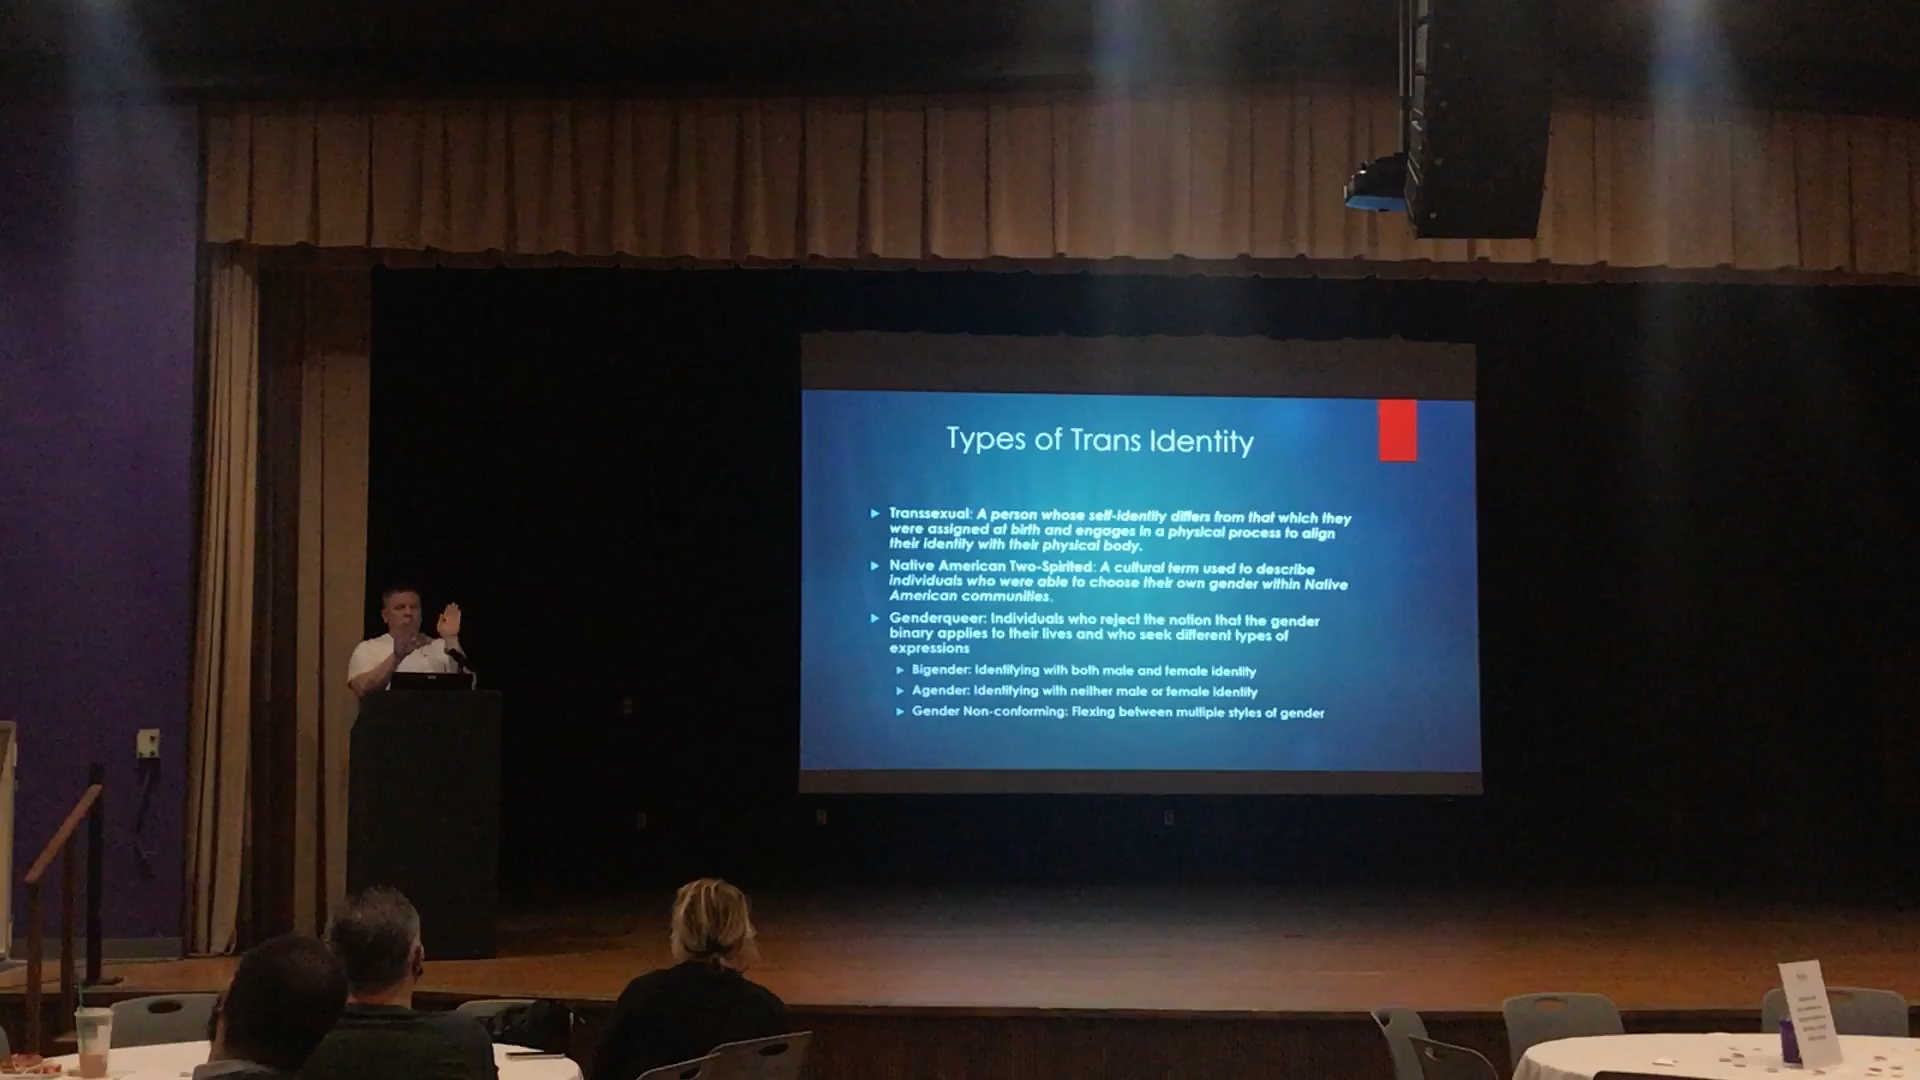 Types of Trans Identity
Transsexual: A person whose self-identity differs from that which they
were assigned at birth and engages in a physical process to align
their identity with their physical body.
Native American Two-Spirited: A cultural term used to describe
individuals who were able to choose their own gender within Native
American communities.
Genderqueer: Individuals who reject the notion that the gender
binary applies to their lives and who seek different types of
expressions
Bigender: Identifying with both male and female identity
Agender: Identifying with neither male or female identity
Gender Non-conforming: Flexing between multiple styles of gender